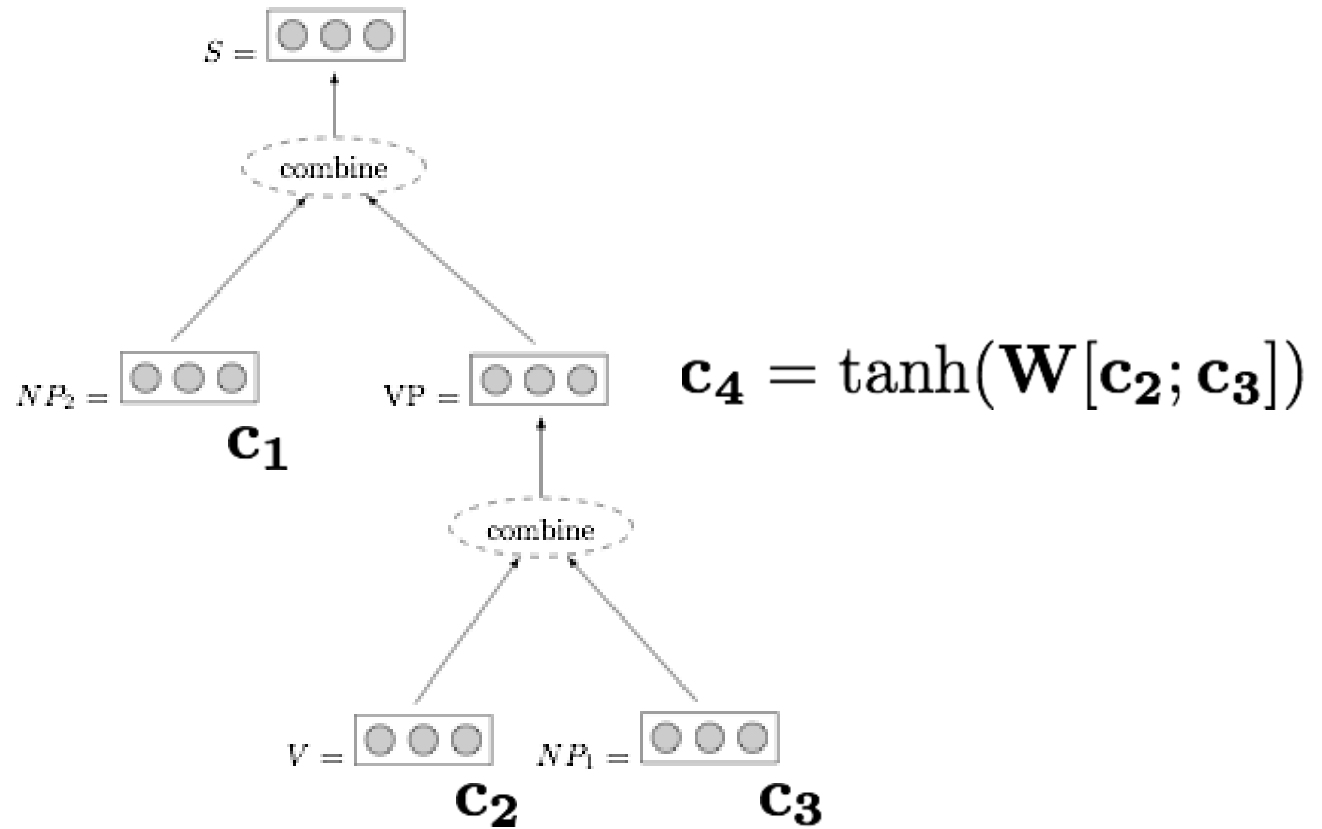 S =
combine
NP₂ =
VP =
c₄ = tanh(W[c₂; c₃])
c₁
combine
V =
NP₁ =
c₂
c₃